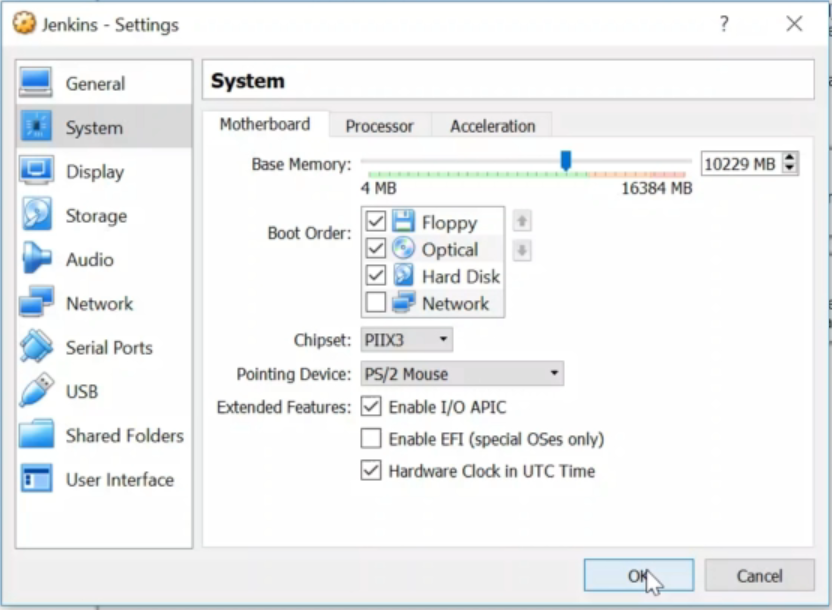 Jenkins - Settings
?
General
System
Display
Storage
Audio
Network
Serial Ports
USB
Shared Folders
User Interface
System
Motherboard Processor Acceleration
Base Memory: 10229 MB
4 MB 16384 MB
Boot Order: Floppy
Optical
Hard Disk
Network
Chipset: PIIX3
Pointing Device: PS/2 Mouse
Extended Features: Enable I/O APIC
Enable EFI (special OSes only)
Hardware Clock in UTC Time
OK Cancel